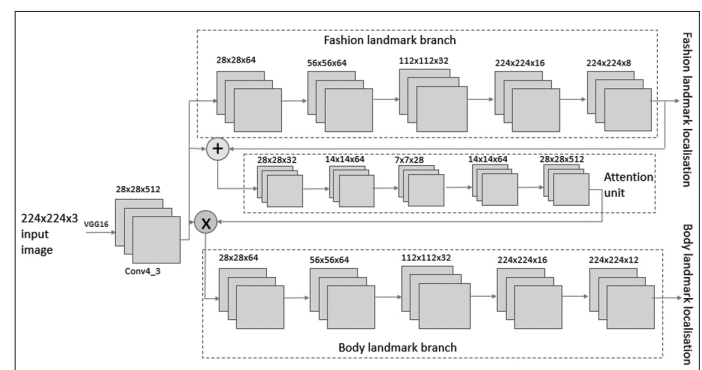 Fashion landmark branch
28x28x64
56x56x64
112x112x32
224x224x16
224x224x8
Fashion landmark localisation
+
28x28x32
14x14x64
7x7x28
14x14x64
28x28x512
Attention
unit
28x28x512
224x224x3
input
image
VGG16
Conv4_3
X
28x28x64
56x56x64
112x112x32
224x224x16
224x224x12
Body landmark branch
Body landmark localisation